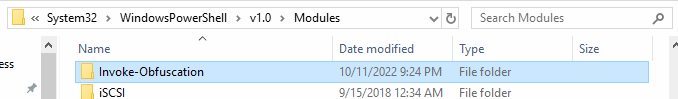 « System32 > WindowsPowerShell > v1.0 > Modules > Search Modules
Name Date modified Type Size
ess Invoke-Obfuscation 10/11/2022 9:24 PM File folder
iSCSI 9/15/2018 12:34 AM File folder